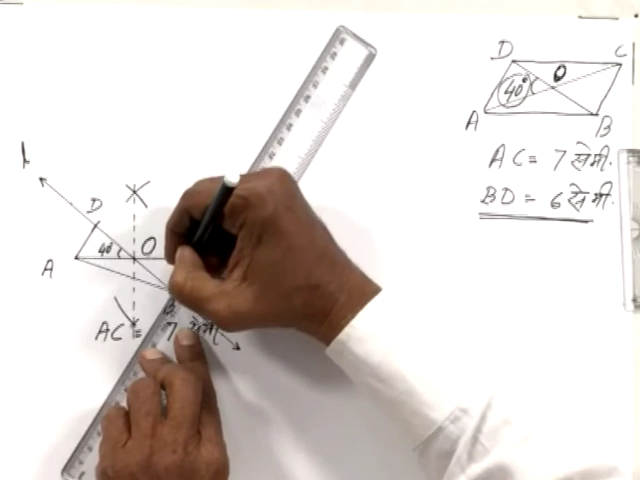 D C
O
40°
A B
AC = 7 सेमी.
BD = 6 सेमी.
l
D
40° O
A
B
AC = 7 सेमी